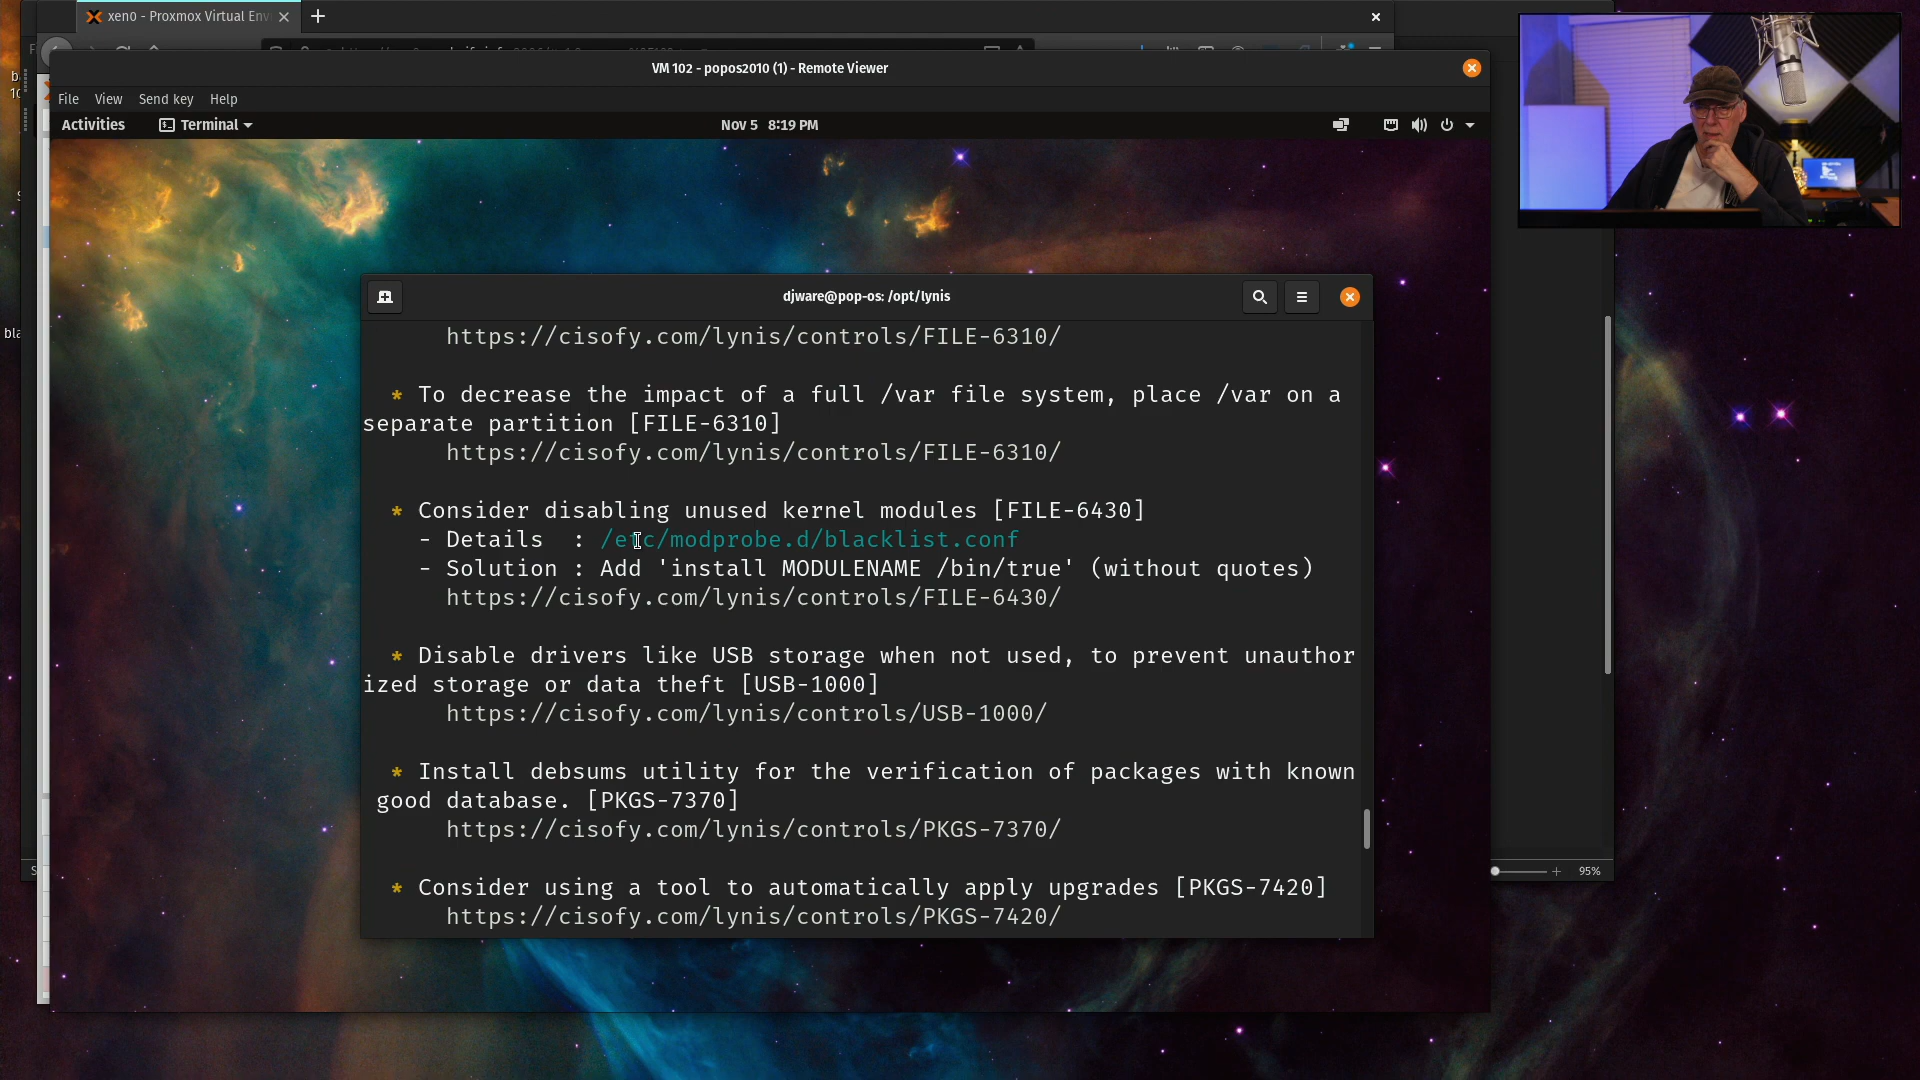 xen0 - Proxmox Virtual Env
VM 102 - popos2010 (1) - Remote Viewer
File View Send key Help
Activities Terminal Nov 5 8:19 PM
djware@pop-os: /opt/lynis
https://cisofy.com/lynis/controls/FILE-6310/
* To decrease the impact of a full /var file system, place /var on a
separate partition [FILE-6310]
https://cisofy.com/lynis/controls/FILE-6310/
* Consider disabling unused kernel modules [FILE-6430]
- Details : /etc/modprobe.d/blacklist.conf
- Solution : Add 'install MODULENAME /bin/true' (without quotes)
https://cisofy.com/lynis/controls/FILE-6430/
* Disable drivers like USB storage when not used, to prevent unauthor
ized storage or data theft [USB-1000]
https://cisofy.com/lynis/controls/USB-1000/
* Install debsums utility for the verification of packages with known
good database. [PKGS-7370]
https://cisofy.com/lynis/controls/PKGS-7370/
* Consider using a tool to automatically apply upgrades [PKGS-7420]
https://cisofy.com/lynis/controls/PKGS-7420/
95%